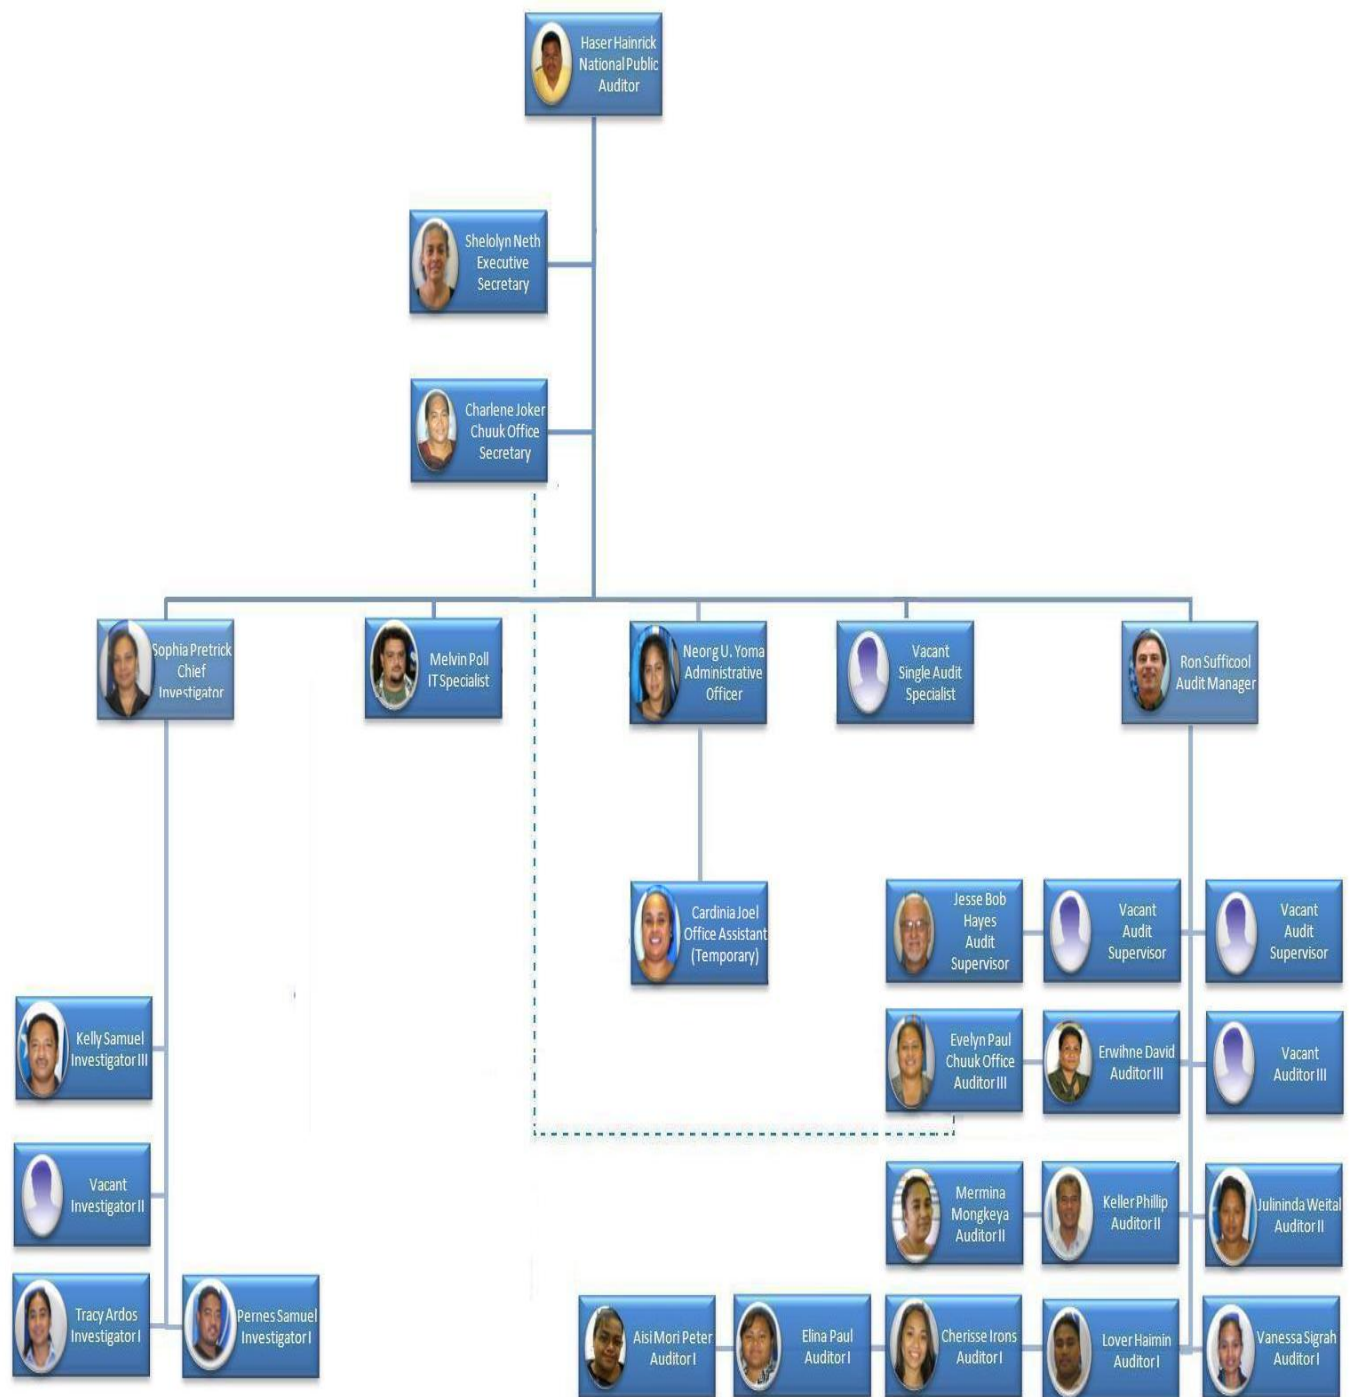 Haser Hainrick
National Public
Auditor
Shelolyn Neth
Executive
Secretary
Charlene Joker
Chuuk Office
Secretary
Sophia Pretrick
Chief
Investigator
Melvin Poll
IT Specialist
Neong U. Yoma
Administrative
Officer
Vacant
Single Audit
Specialist
Ron Sufficool
Audit Manager
Cardinia Joel
Office Assistant
(Temporary)
Jesse Bob
Hayes
Audit
Supervisor
Vacant
Audit
Supervisor
Vacant
Audit
Supervisor
Kelly Samuel
Investigator III
Evelyn Paul
Chuuk Office
Auditor III
Erwihne David
Auditor III
Vacant
Auditor III
Vacant
Investigator II
Mermina
Mongkeya
Auditor II
Keller Phillip
Auditor II
Julininda Weital
Auditor II
Tracy Ardos
Investigator I
Pernes Samuel
Investigator I
Aisi Mori Peter
Auditor I
Elina Paul
Auditor I
Cherisse Irons
Auditor I
Lover Haimin
Auditor I
Vanessa Sigrah
Auditor I